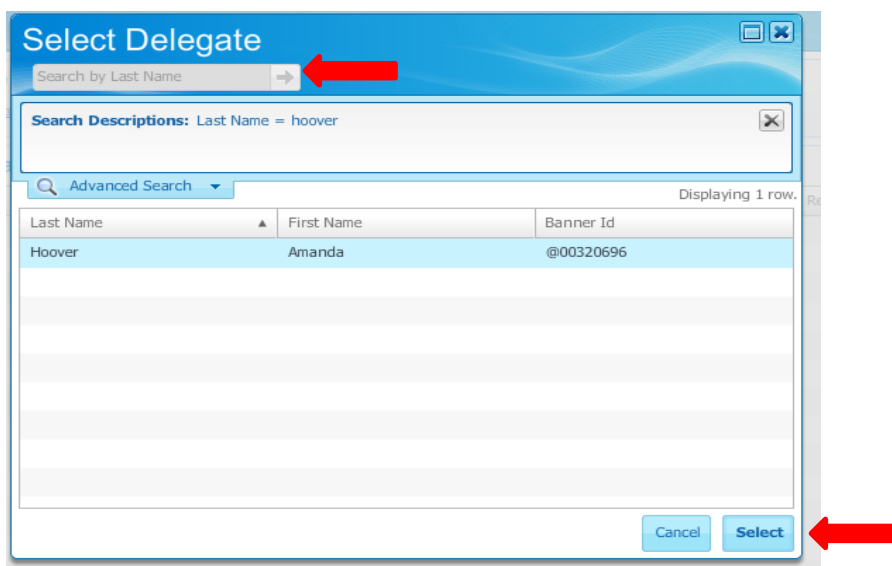 Select Delegate
Search by Last Name
Search Descriptions: Last Name = hoover
Advanced Search
Displaying 1 row.
Re
Last Name First Name Banner Id
Hoover Amanda @00320696
Cancel Select